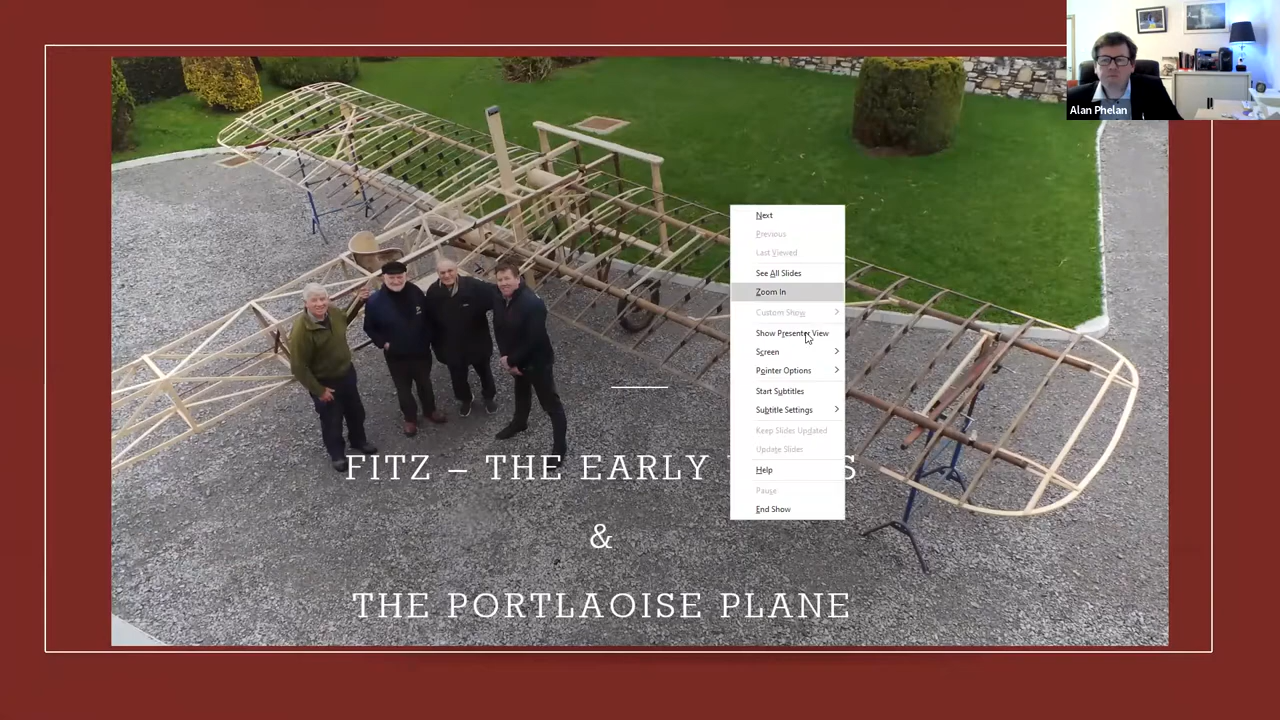 Alan Phelan
Next
Previous
Last Viewed
See All Slides
Zoom In
Custom Show
Show Presenter View
Screen
Pointer Options
Start Subtitles
Subtitle Settings
Keep Slides Updated
Update Slides
Help
Pause
End Show
FITZ – THE EARLY
&
THE PORTLAOISE PLANE